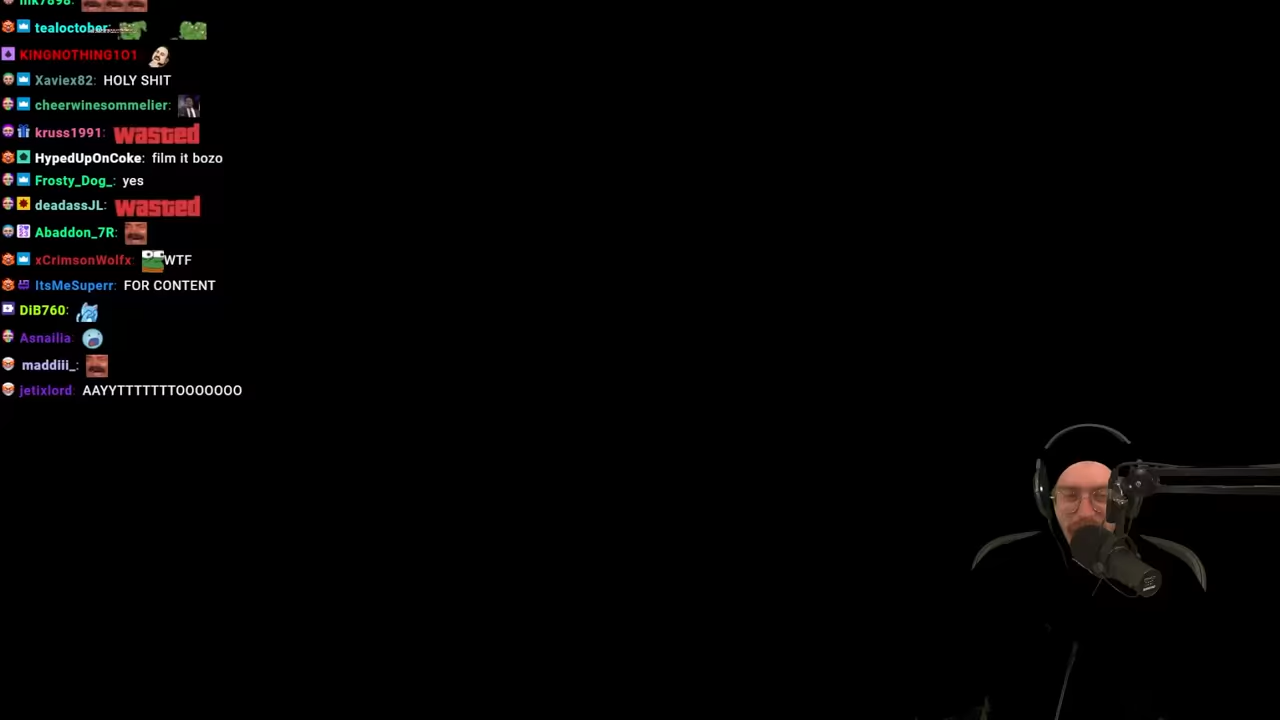 tealoctober:
KINGNOTHING101
Xaviex82: HOLY SHIT
cheerwinesommelier:
kruss1991: wasted
HypedUpOnCoke: film it bozo
Frosty_Dog_: yes
deadassJL: wasted
Abaddon_7R:
xCrimsonWolfx: WTF
ItsMeSuperr: FOR CONTENT
DiB760:
Asnailia:
maddiii_:
jetixlord: AAYYTTTTTTTOOOOOOO